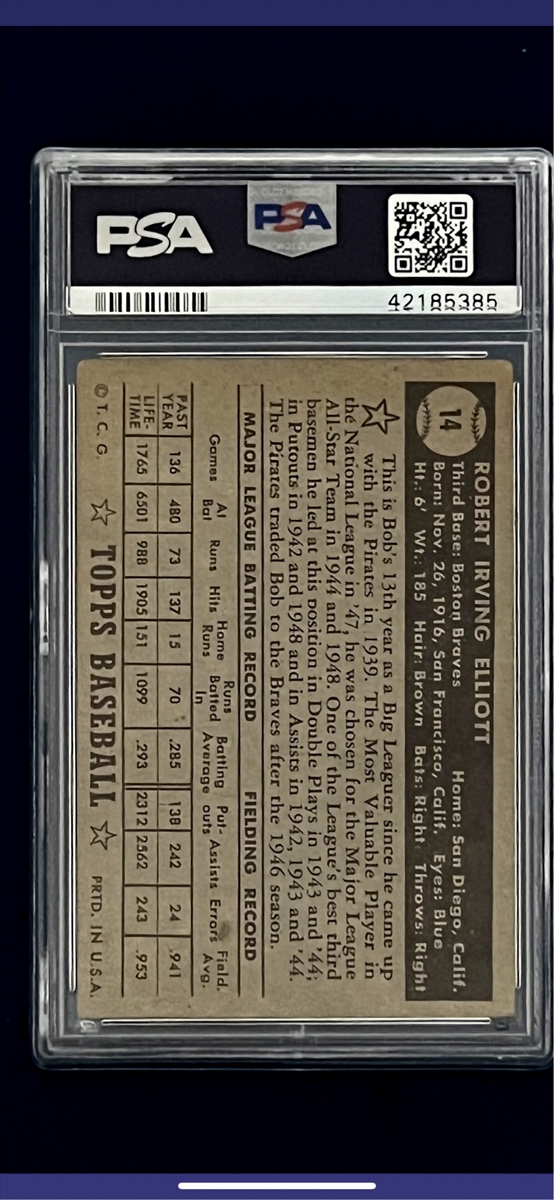 PSA
PSA
42185385
14
ROBERT IRVING ELLIOTT
Third Base: Boston Braves Home: San Diego, Calif.
Born: Nov. 26, 1916, San Francisco, Calif. Eyes: Blue
Ht.: 6' Wt.: 185 Hair: Brown Bats: Right Throws: Right
This is Bob's 13th year as a Big Leaguer since he came up
with the Pirates in 1939. The Most Valuable Player in
the National League in '47, he was chosen for the Major League
All-Star Team in 1944 and 1948. One of the League's best third
basemen he led at this position in Double Plays in 1943 and '44;
in Putouts in 1942 and 1948 and in Assists in 1942, 1943 and '44.
The Pirates traded Bob to the Braves after the 1946 season.
MAJOR LEAGUE BATTING RECORD FIELDING RECORD
Games At Bat Runs Hits Home Runs Runs Batted In Batting Average Put-outs Assists Errors Field. Avg.
PAST YEAR 136 480 73 137 15 70 .285 138 242 24 .941
LIFE-TIME 1765 6501 988 1905 151 1099 .293 2312 2562 243 .953
© T. C. G. ☆ TOPPS BASEBALL ☆ PRTD. IN U.S.A.